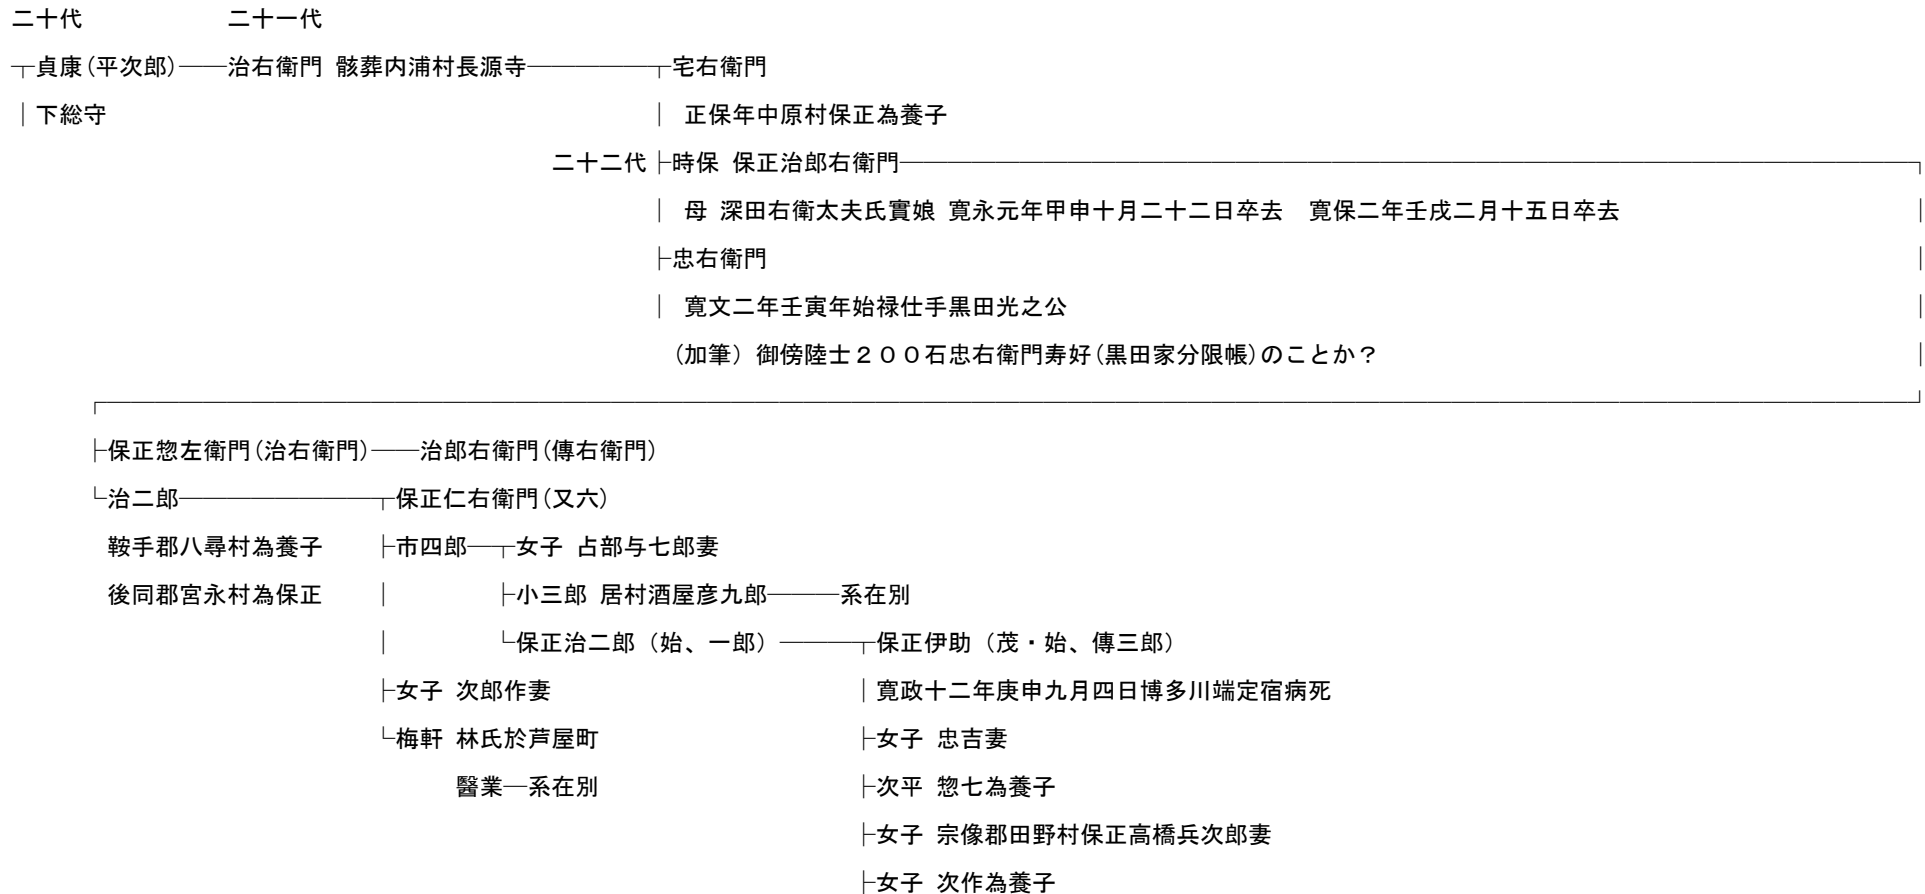 二十代　二十一代
貞康(平次郎)――治右衛門 骸葬内浦村長源寺――宅右衛門
下総守　正保年中原村保正為養子
二十二代 時保 保正治郎右衛門
母 深田右衛太夫氏實娘 寛永元年甲申十月二十二日卒去　寛保二年壬戌二月十五日卒去
忠右衛門
寛文二年壬寅年始禄仕手黒田光之公
(加筆) 御傍陸士２００石忠右衛門寿好(黒田家分限帳)のことか？
保正惣左衛門(治右衛門)――治郎右衛門(傳右衛門)
治二郎――保正仁右衛門(又六)
鞍手郡八尋村為養子　市四郎――女子 占部与七郎妻
後同郡宮永村為保正　小三郎 居村酒屋彦九郎――系在別
保正治二郎（始、一郎）――保正伊助（茂・始、傳三郎）
女子 次郎作妻　寛政十二年庚申九月四日博多川端定宿病死
梅軒 林氏於芦屋町　女子 忠吉妻
醫業―系在別　次平 惣七為養子
女子 宗像郡田野村保正高橋兵次郎妻
女子 次作為養子